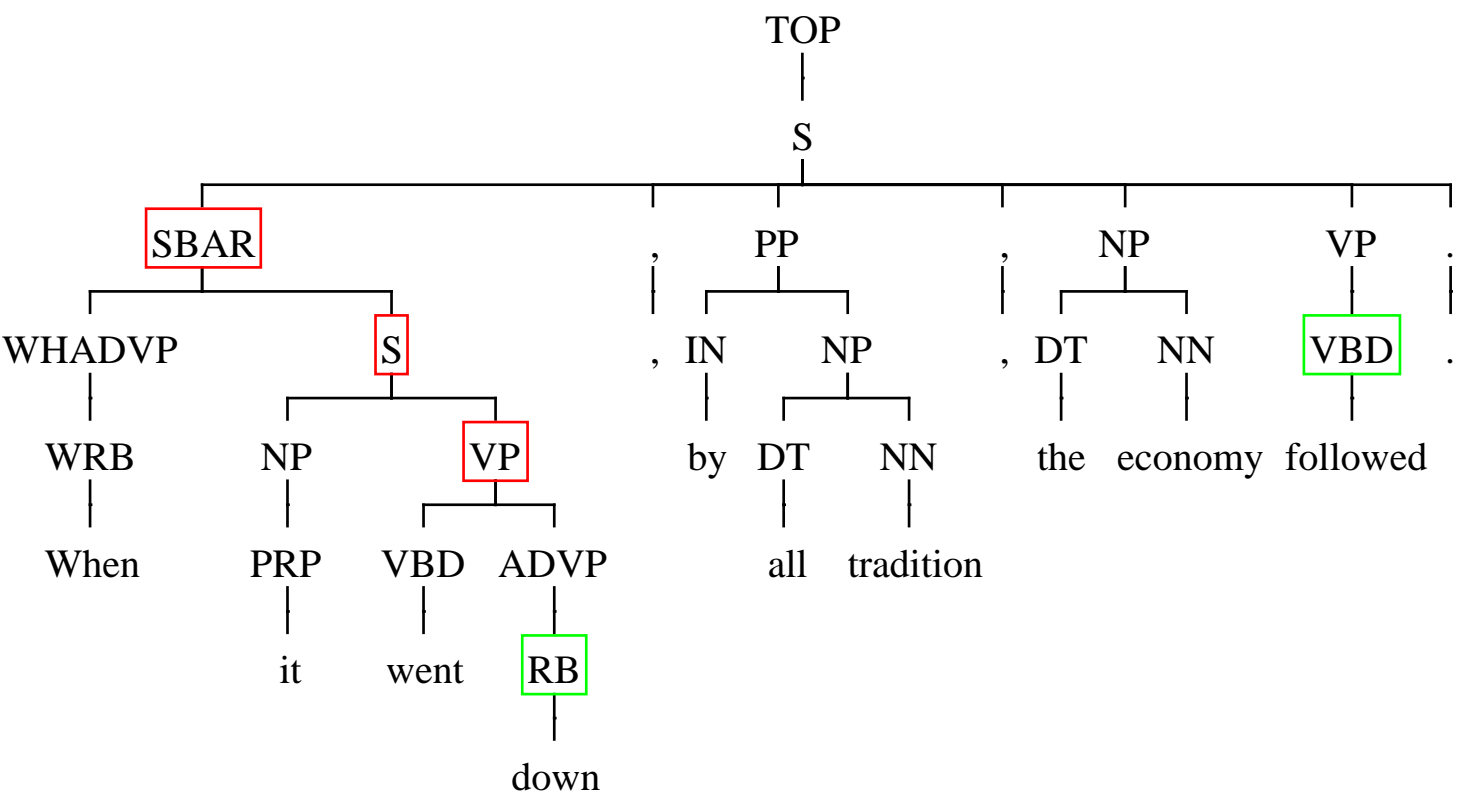 TOP
S
SBAR , PP , NP VP .
WHADVP S , IN NP , DT NN VBD .
WRB NP VP by DT NN the economy followed
When PRP VBD ADVP all tradition
it went RB
down